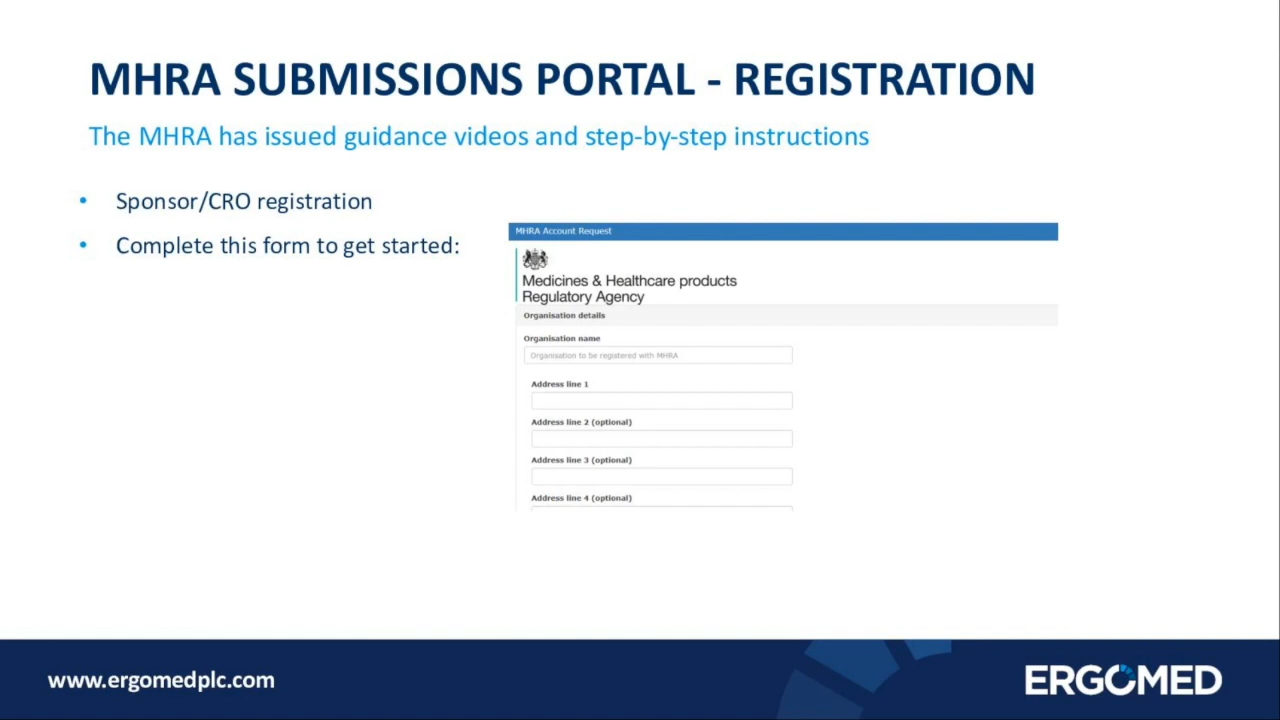 MHRA SUBMISSIONS PORTAL - REGISTRATION
The MHRA has issued guidance videos and step-by-step instructions
• Sponsor/CRO registration
• Complete this form to get started:
MHRA Account Request
Medicines & Healthcare products
Regulatory Agency
Organisation details
Organisation name
Organisation to be registered with MHRA
Address line 1
Address line 2 (optional)
Address line 3 (optional)
Address line 4 (optional)
www.ergomedplc.com
ERGOMED